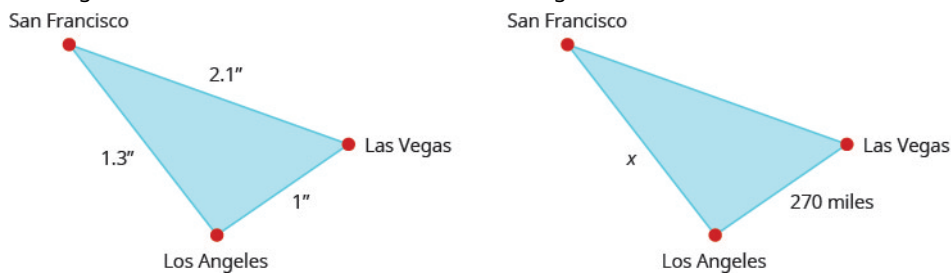 San Francisco
2.1"
1.3"
Las Vegas
1"
Los Angeles
San Francisco
x
Las Vegas
270 miles
Los Angeles